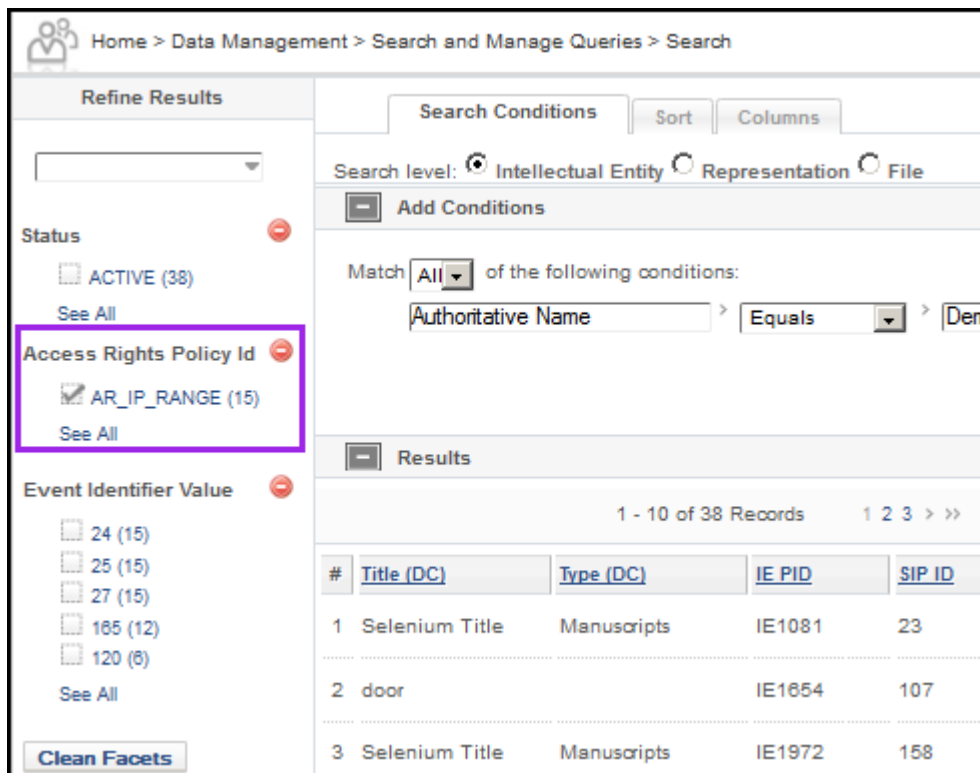 Home > Data Management > Search and Manage Queries > Search
Refine Results
Status
ACTIVE (38)
See All
Access Rights Policy Id
AR_IP_RANGE (15)
See All
Event Identifier Value
24 (15)
25 (15)
27 (15)
165 (12)
120 (6)
See All
Clean Facets
Search Conditions Sort Columns
Search level: Intellectual Entity Representation File
Add Conditions
Match All of the following conditions:
Authoritative Name > Equals > Den
Results
1 - 10 of 38 Records 1 2 3 > >>
# Title (DC) Type (DC) IE PID SIP ID
1 Selenium Title Manuscripts IE1081 23
2 door IE1654 107
3 Selenium Title Manuscripts IE1972 158